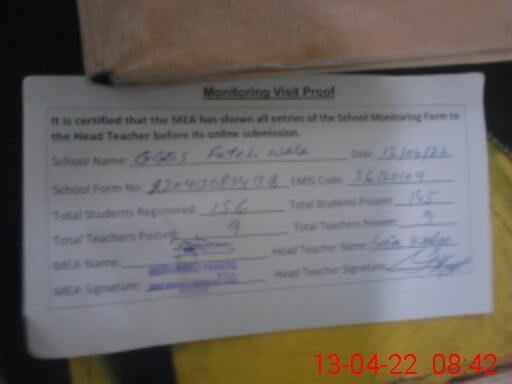 Monitoring Visit Proof
It is certified that the MEA has shown all entries of the School Monitoring Form to
the Head Teacher before its online submission.
School Name: GGES Fateh wala Date: 13/04/22
School Form No: EMIS Code:
Total Students Registered: 156 Total Students Present: 145
Total Teachers Posted: 9 Total Teachers Present: 9
MEA Name: Head Teacher Name:
MEA Signature: Head Teacher Signature:
13-04-22 08:42